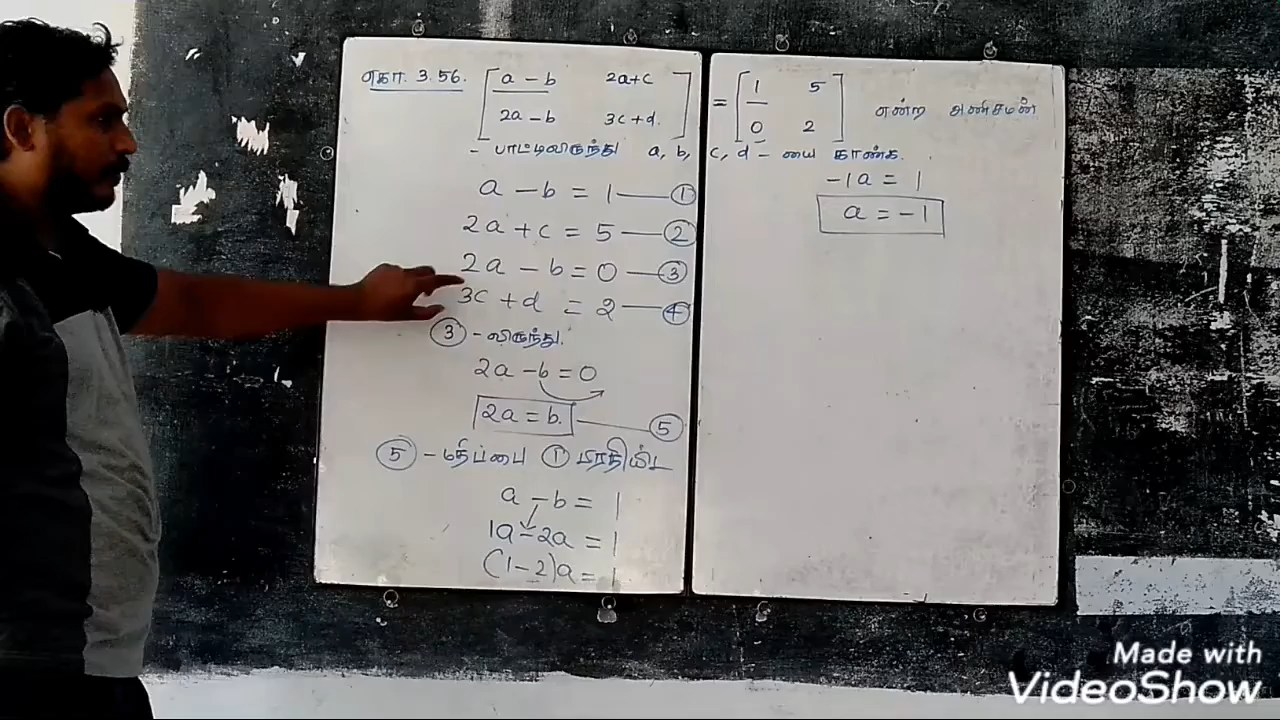 எகா. 3.56. [a - b 2a+c
2a - b 3c+d.] = [1 5
0 2] என்ற அணிச்சமன்
- பாட்டிலிருந்து a, b, c, d - யை காண்க.
a - b = 1 — ①
2a + c = 5 — ②
2a - b = 0 — ③
3c + d = 2 — ④
③ - லிருந்து.
2a - b = 0
2a = b. — ⑤
⑤ - மதிப்பை ① பிரதியிட
a - b = 1
1a - 2a = 1
(1-2)a = 1
-1a = 1
a = -1
Made with
VideoShow